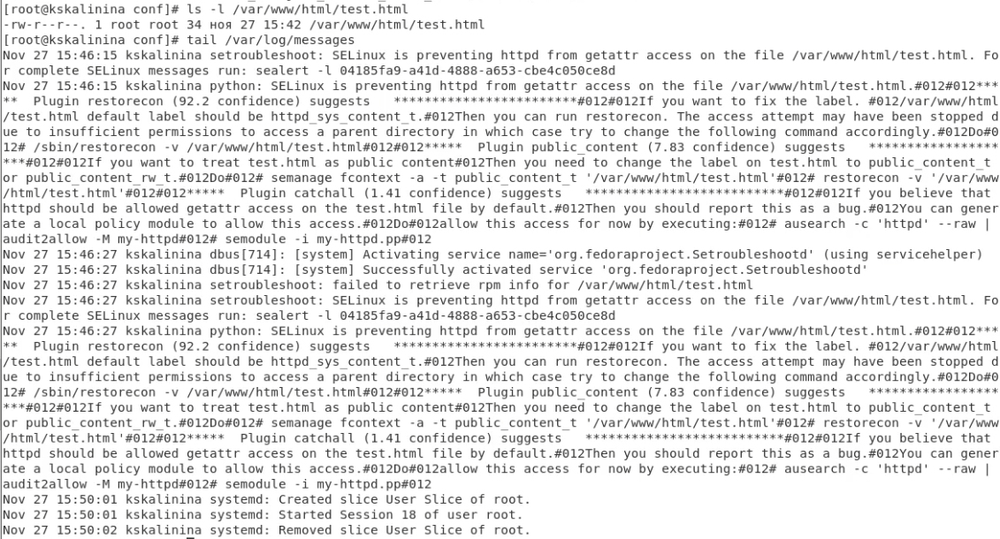 [root@kskalinina conf]# ls -l /var/www/html/test.html
-rw-r--r--. 1 root root 34 ноя 27 15:42 /var/www/html/test.html
[root@kskalinina conf]# tail /var/log/messages
Nov 27 15:46:15 kskalinina setroubleshoot: SELinux is preventing httpd from getattr access on the file /var/www/html/test.html. Fo
r complete SELinux messages run: sealert -l 04185fa9-a41d-4888-a653-cbe4c050ce8d
Nov 27 15:46:15 kskalinina python: SELinux is preventing httpd from getattr access on the file /var/www/html/test.html.#012#012***
**  Plugin restorecon (92.2 confidence) suggests   ************************#012#012If you want to fix the label. #012/var/www/html
/test.html default label should be httpd_sys_content_t.#012Then you can run restorecon. The access attempt may have been stopped d
ue to insufficient permissions to access a parent directory in which case try to change the following command accordingly.#012Do#0
12# /sbin/restorecon -v /var/www/html/test.html#012#012*****  Plugin public_content (7.83 confidence) suggests   *****************
***#012#012If you want to treat test.html as public content#012Then you need to change the label on test.html to public_content_t 
or public_content_rw_t.#012Do#012# semanage fcontext -a -t public_content_t '/var/www/html/test.html'#012# restorecon -v '/var/www
/html/test.html'#012#012*****  Plugin catchall (1.41 confidence) suggests   **************************#012#012If you believe that 
httpd should be allowed getattr access on the test.html file by default.#012Then you should report this as a bug.#012You can gener
ate a local policy module to allow this access.#012Do#012allow this access for now by executing:#012# ausearch -c 'httpd' --raw | 
audit2allow -M my-httpd#012# semodule -i my-httpd.pp#012
Nov 27 15:46:27 kskalinina dbus[714]: [system] Activating service name='org.fedoraproject.Setroubleshootd' (using servicehelper)
Nov 27 15:46:27 kskalinina dbus[714]: [system] Successfully activated service 'org.fedoraproject.Setroubleshootd'
Nov 27 15:46:27 kskalinina setroubleshoot: failed to retrieve rpm info for /var/www/html/test.html
Nov 27 15:46:27 kskalinina setroubleshoot: SELinux is preventing httpd from getattr access on the file /var/www/html/test.html. Fo
r complete SELinux messages run: sealert -l 04185fa9-a41d-4888-a653-cbe4c050ce8d
Nov 27 15:46:27 kskalinina python: SELinux is preventing httpd from getattr access on the file /var/www/html/test.html.#012#012***
**  Plugin restorecon (92.2 confidence) suggests   ************************#012#012If you want to fix the label. #012/var/www/html
/test.html default label should be httpd_sys_content_t.#012Then you can run restorecon. The access attempt may have been stopped d
ue to insufficient permissions to access a parent directory in which case try to change the following command accordingly.#012Do#0
12# /sbin/restorecon -v /var/www/html/test.html#012#012*****  Plugin public_content (7.83 confidence) suggests   *****************
***#012#012If you want to treat test.html as public content#012Then you need to change the label on test.html to public_content_t 
or public_content_rw_t.#012Do#012# semanage fcontext -a -t public_content_t '/var/www/html/test.html'#012# restorecon -v '/var/www
/html/test.html'#012#012*****  Plugin catchall (1.41 confidence) suggests   **************************#012#012If you believe that 
httpd should be allowed getattr access on the test.html file by default.#012Then you should report this as a bug.#012You can gener
ate a local policy module to allow this access.#012Do#012allow this access for now by executing:#012# ausearch -c 'httpd' --raw | 
audit2allow -M my-httpd#012# semodule -i my-httpd.pp#012
Nov 27 15:50:01 kskalinina systemd: Created slice User Slice of root.
Nov 27 15:50:01 kskalinina systemd: Started Session 18 of user root.
Nov 27 15:50:02 kskalinina systemd: Removed slice User Slice of root.